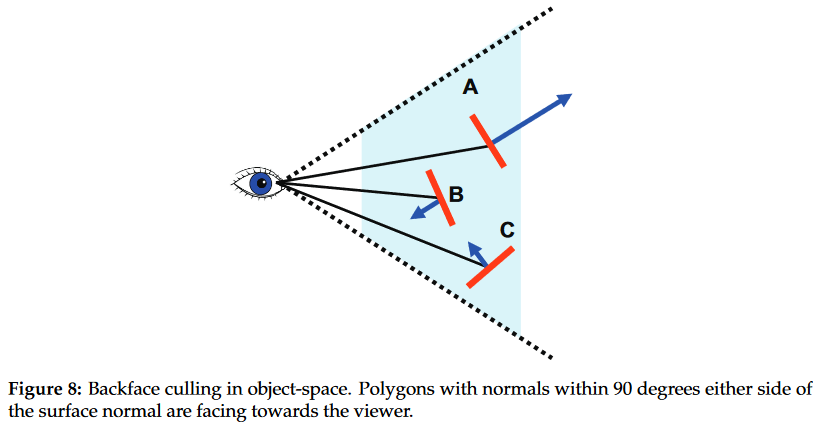 A
B
C
Figure 8: Backface culling in object-space. Polygons with normals within 90 degrees either side of
the surface normal are facing towards the viewer.